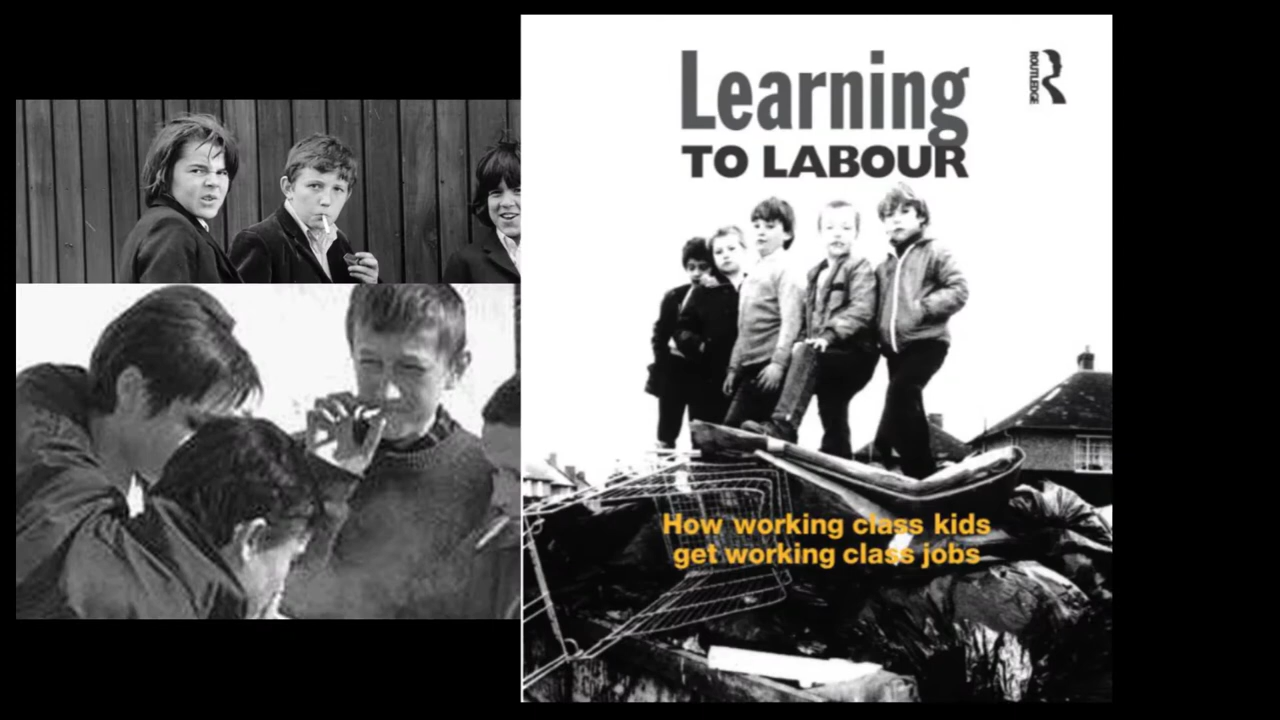 Learning
TO LABOUR
ROUTLEDGE
How working class kids
get working class jobs